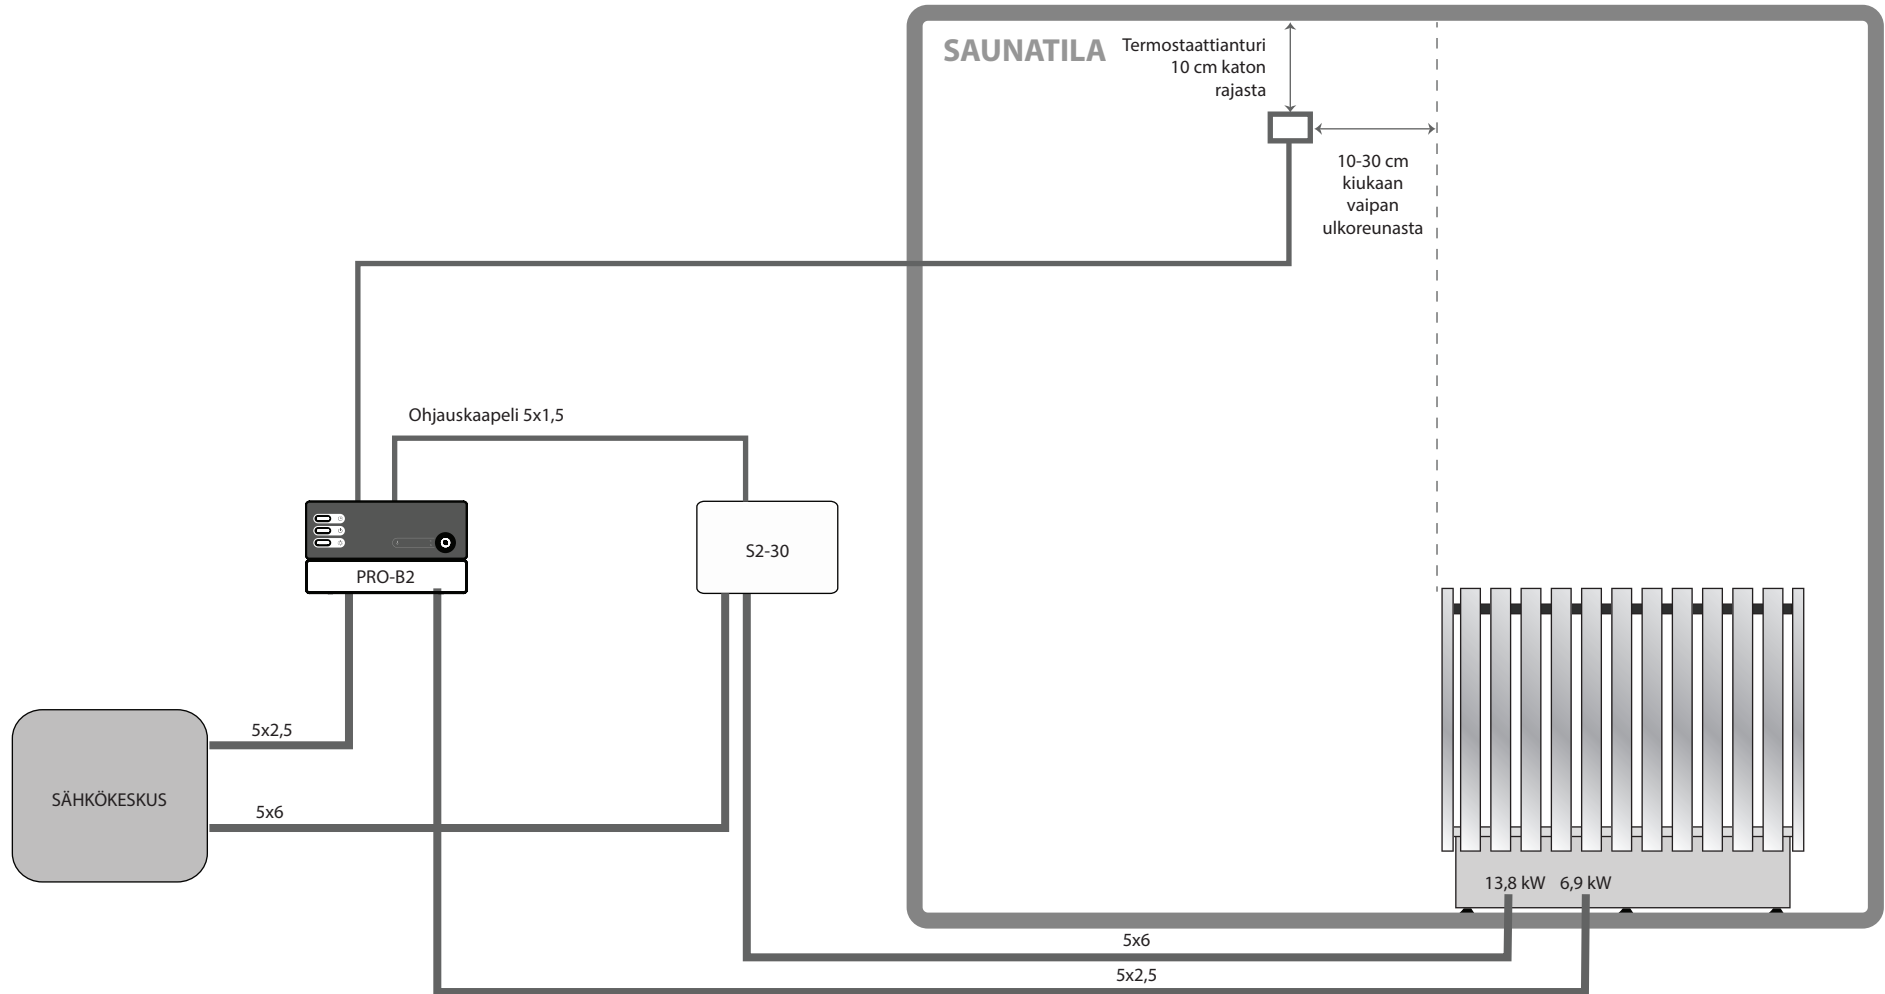 SAUNATILA
Termostaattianturi
10 cm katon
rajasta
10-30 cm
kiukaan
vaipan
ulkoreunasta
Ohjauskaapeli 5x1,5
S2-30
PRO-B2
5x2,5
SÄHKÖKESKUS
5x6
13,8 kW 6,9 kW
5x6
5x2,5